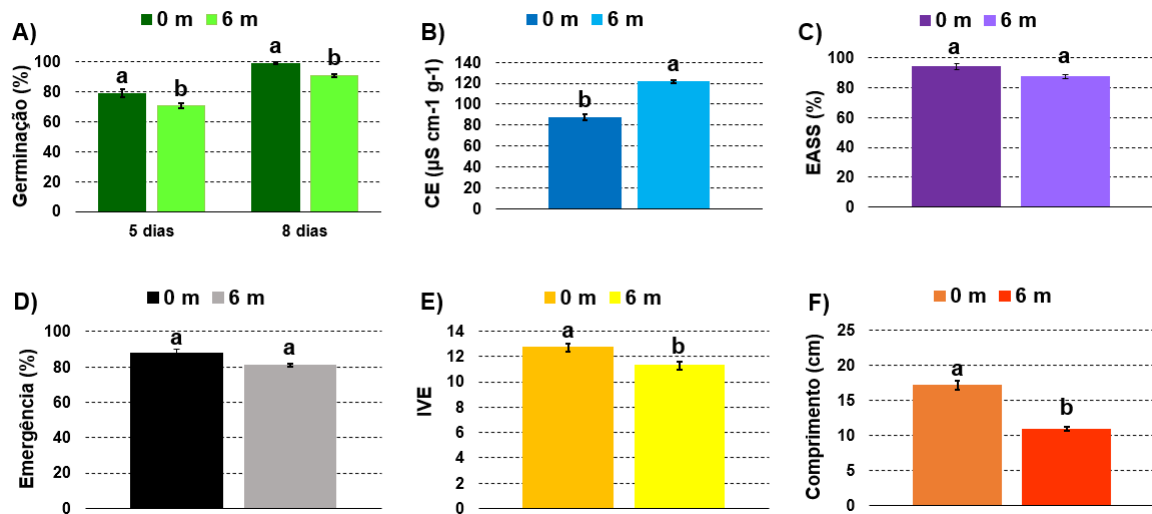 A)
0 m 6 m
Germinação (%)
100
80
60
40
20
0
a
b
a
b
5 dias
8 dias
B)
0 m 6 m
CE (µS cm-1 g-1)
140
120
100
80
60
40
20
0
b
a
C)
0 m 6 m
EASS (%)
100
80
60
40
20
0
a
a
D)
0 m 6 m
Emergência (%)
100
80
60
40
20
0
a
a
E)
0 m 6 m
IVE
14
12
10
8
6
4
2
0
a
b
F)
0 m 6 m
Comprimento (cm)
25
20
15
10
5
0
a
b